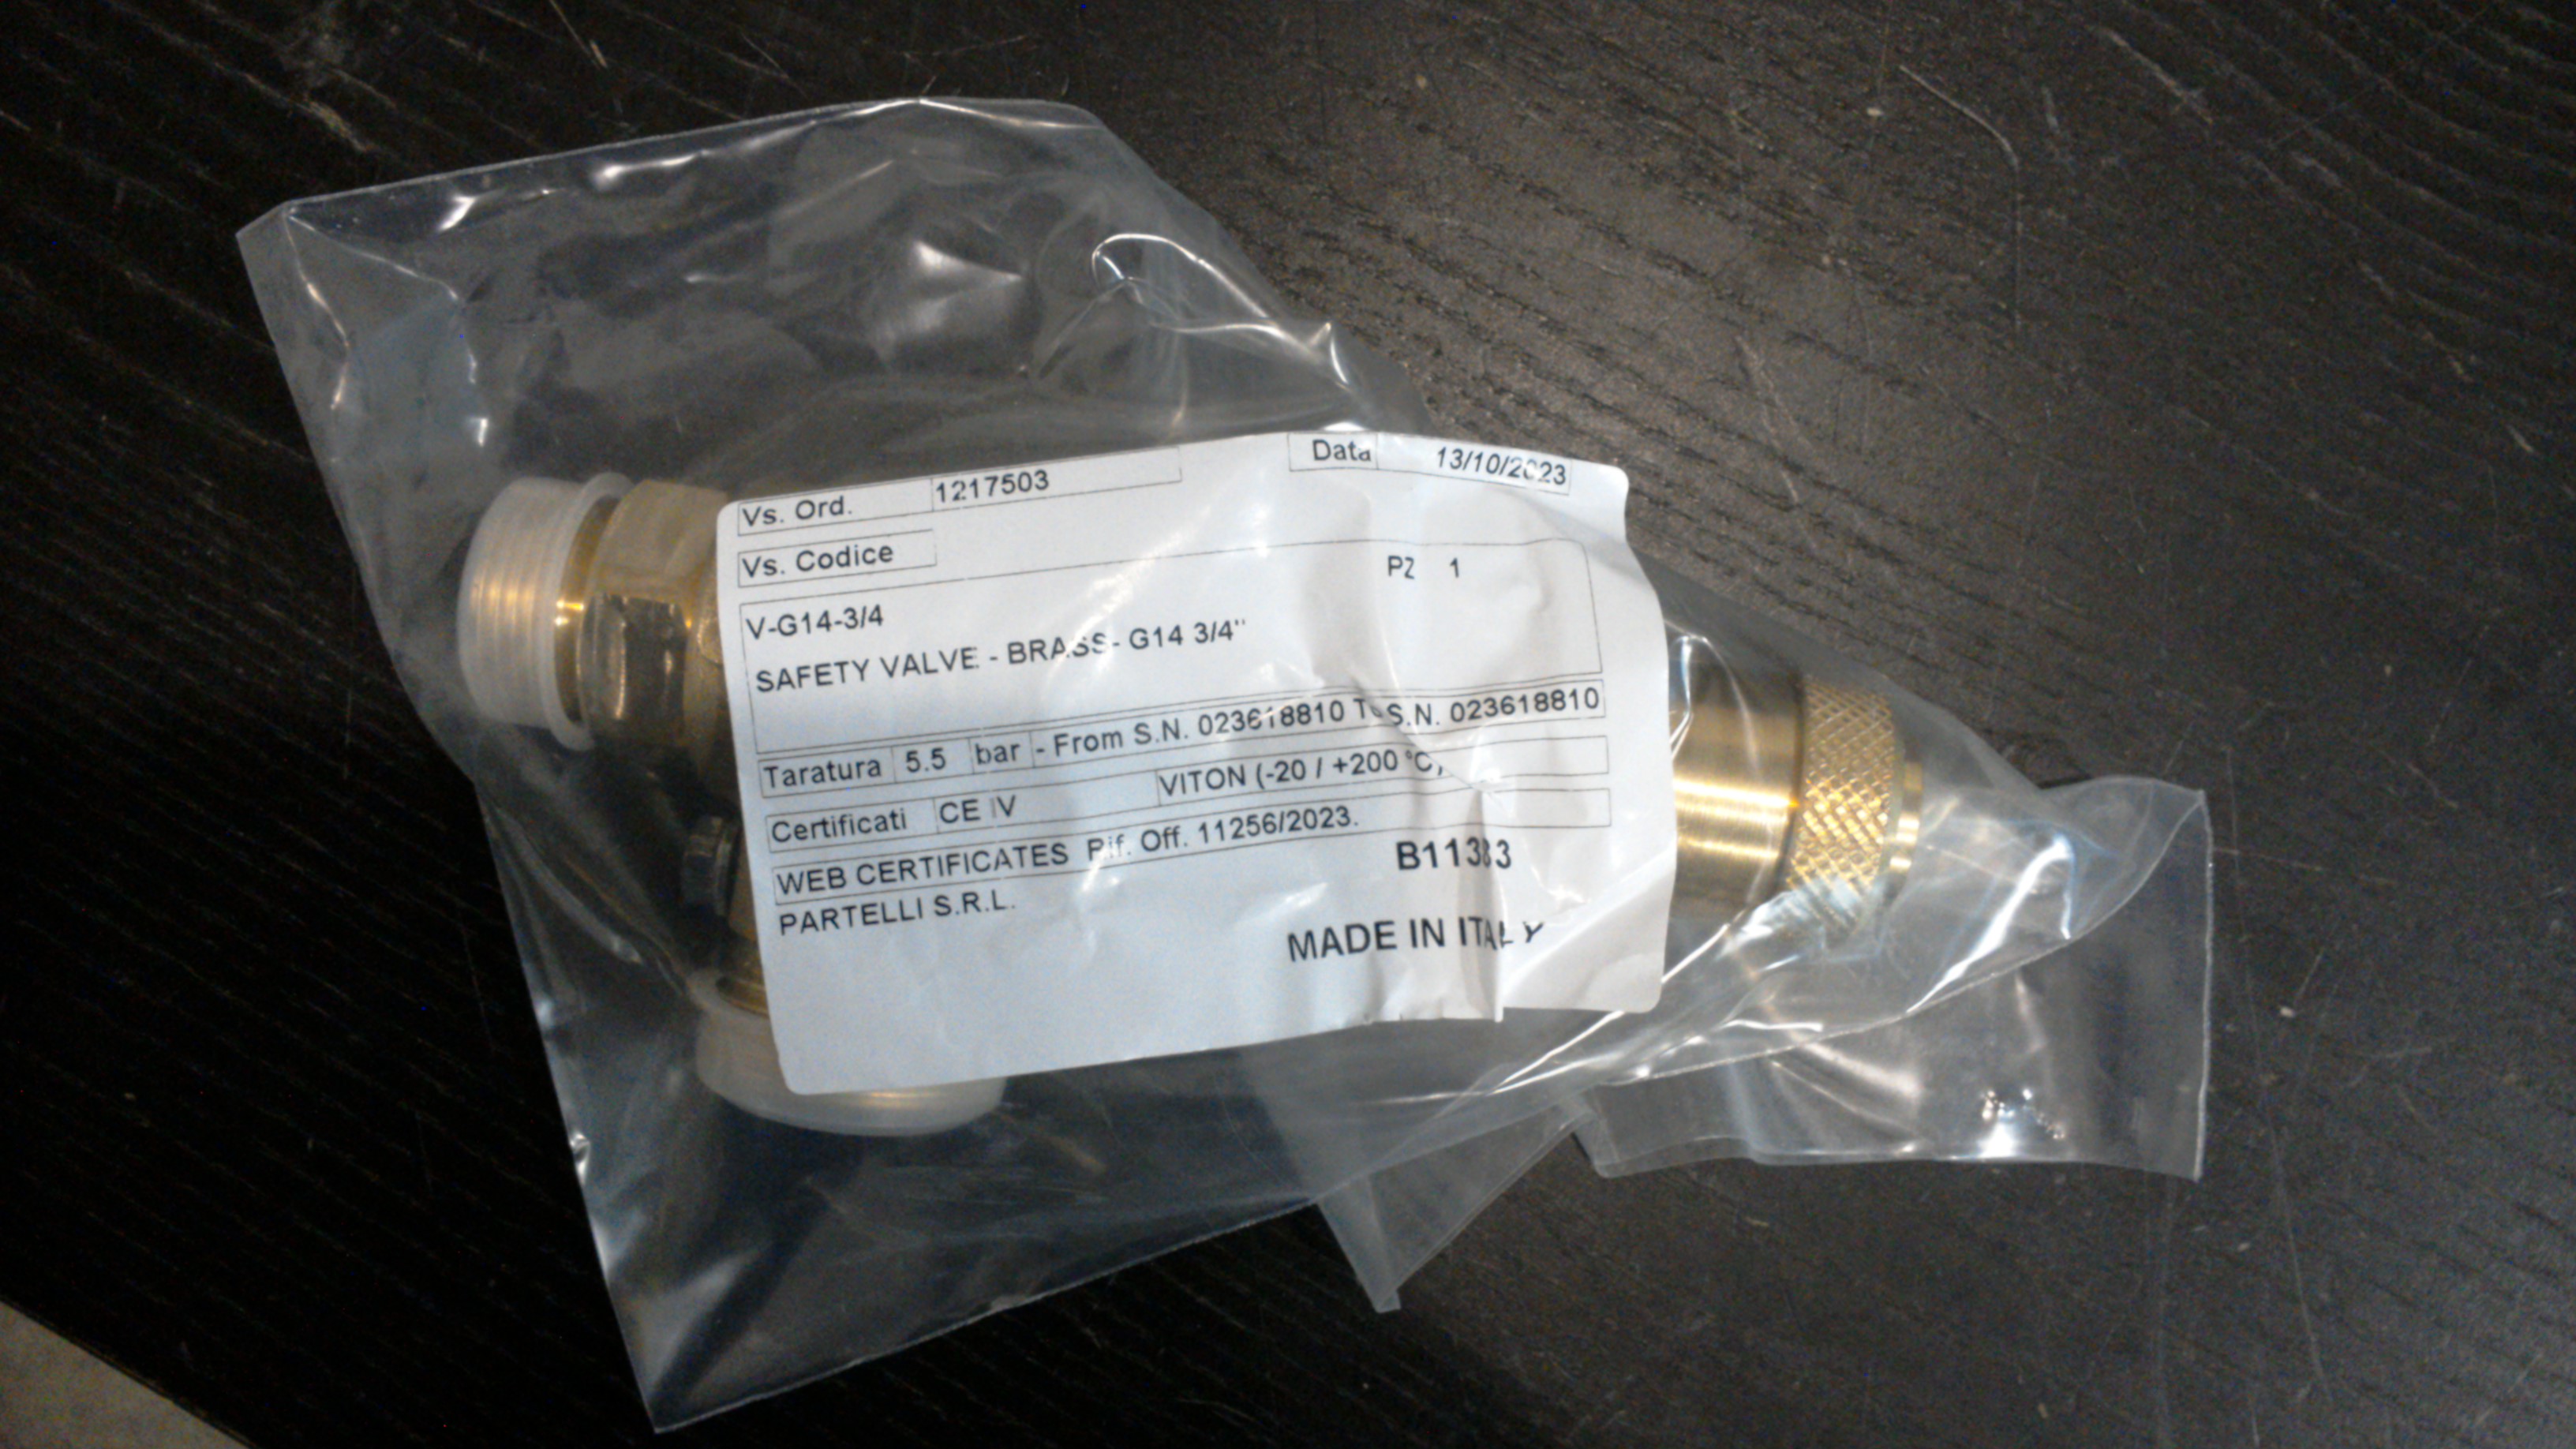 Vs. Ord. 1217503 Data 13/10/2023
Vs. Codice
PZ 1
V-G14-3/4
SAFETY VALVE - BRASS- G14 3/4"
Taratura 5.5 bar - From S.N. 023618810 To S.N. 023618810
Certificati CE IV VITON (-20 / +200 °C)
WEB CERTIFICATES Rif. Off. 11256/2023.
PARTELLI S.R.L.
MADE IN ITALY